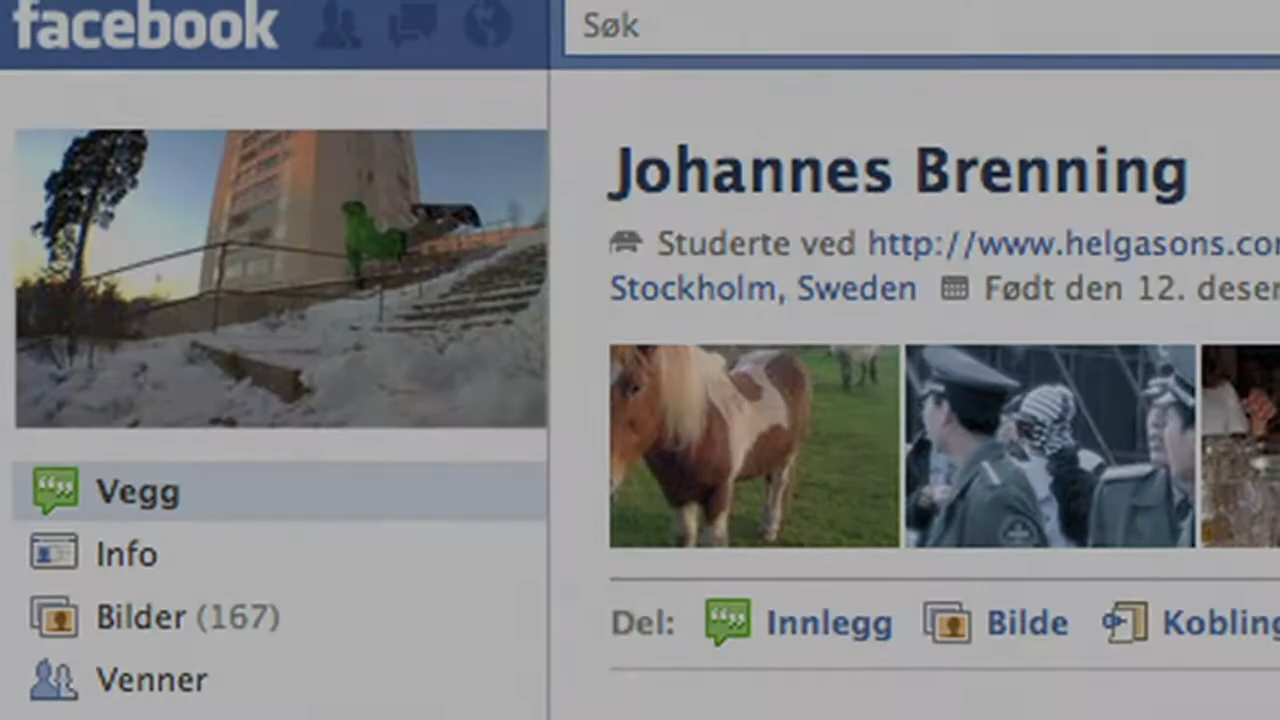 facebook
Søk
Johannes Brenning
Studerte ved http://www.helgasons.co
Stockholm, Sweden Født den 12.
Vegg
Info
Bilder (167)
Venner
Del: Innlegg Bilde Kobling